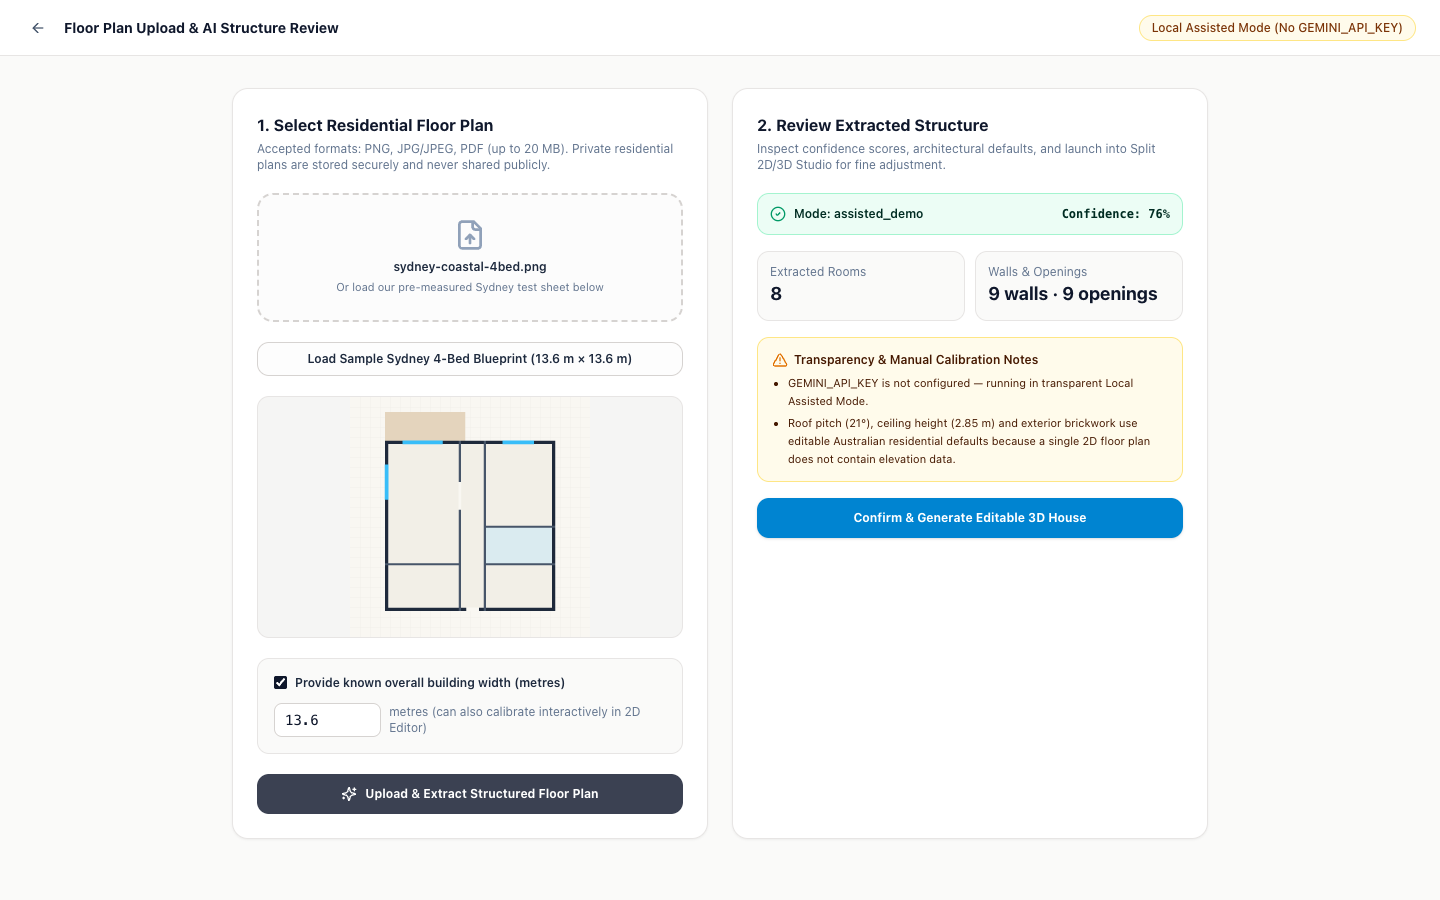 Floor Plan Upload & AI Structure Review
Local Assisted Mode (No GEMINI_API_KEY)
1. Select Residential Floor Plan
Accepted formats: PNG, JPG/JPEG, PDF (up to 20 MB). Private residential
plans are stored securely and never shared publicly.
sydney-coastal-4bed.png
Or load our pre-measured Sydney test sheet below
Load Sample Sydney 4-Bed Blueprint (13.6 m × 13.6 m)
Provide known overall building width (metres)
13.6
metres (can also calibrate interactively in 2D
Editor)
Upload & Extract Structured Floor Plan
2. Review Extracted Structure
Inspect confidence scores, architectural defaults, and launch into Split
2D/3D Studio for fine adjustment.
Mode: assisted_demo
Confidence: 76%
Extracted Rooms
8
Walls & Openings
9 walls · 9 openings
Transparency & Manual Calibration Notes
• GEMINI_API_KEY is not configured — running in transparent Local
Assisted Mode.
• Roof pitch (21°), ceiling height (2.85 m) and exterior brickwork use
editable Australian residential defaults because a single 2D floor plan
does not contain elevation data.
Confirm & Generate Editable 3D House